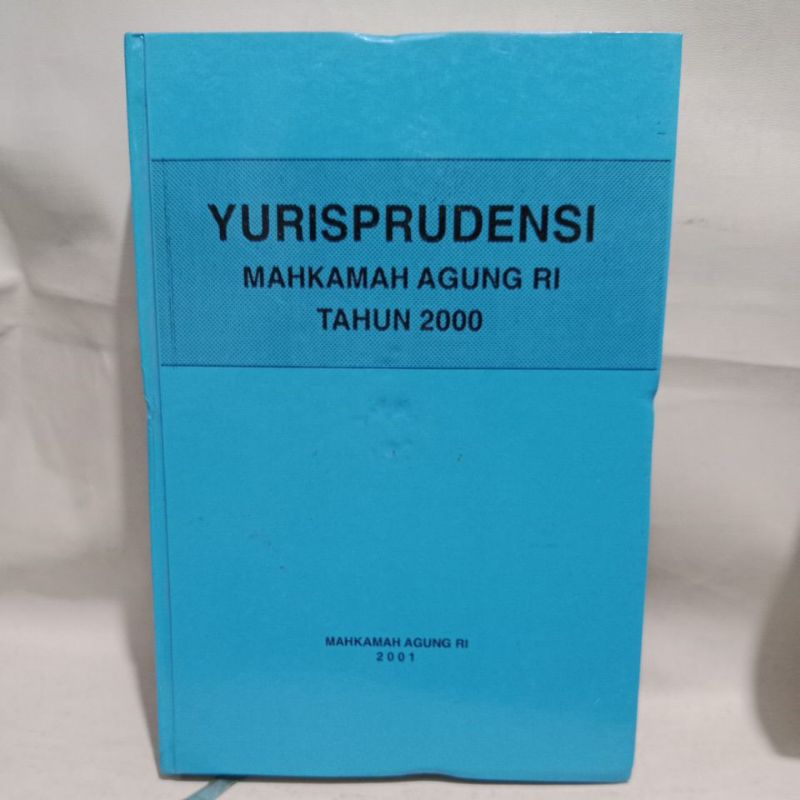 YURISPRUDENSI
MAHKAMAH AGUNG RI
TAHUN 2000
MAHKAMAH AGUNG RI
2001